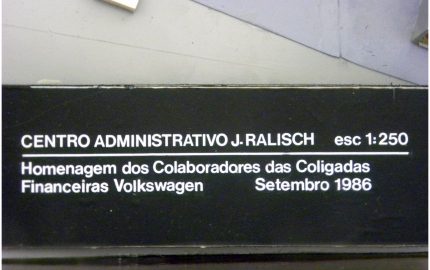 CENTRO ADMINISTRATIVO J. RALISCH esc 1:250
Homenagem dos Colaboradores das Coligadas
Financeiras Volkswagen Setembro 1986